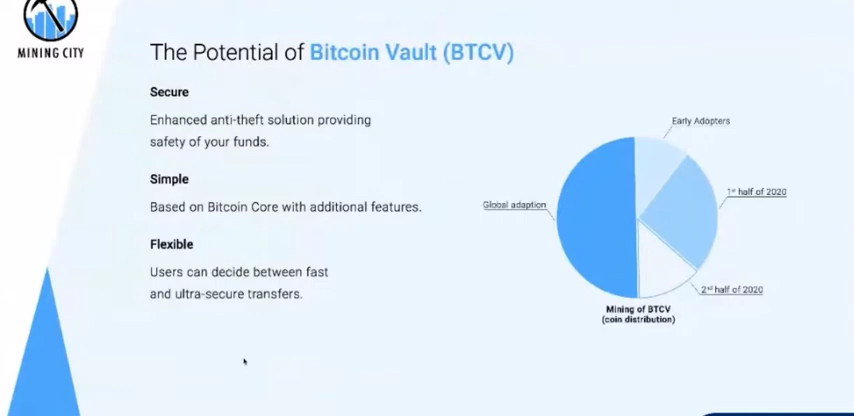 MINING CITY
The Potential of Bitcoin Vault (BTCV)
Secure
Enhanced anti-theft solution providing
safety of your funds.
Simple
Based on Bitcoin Core with additional features.
Flexible
Users can decide between fast
and ultra-secure transfers.
Early Adopters
1st half of 2020
Global adaption
2nd half of 2020
Mining of BTCV
(coin distribution)